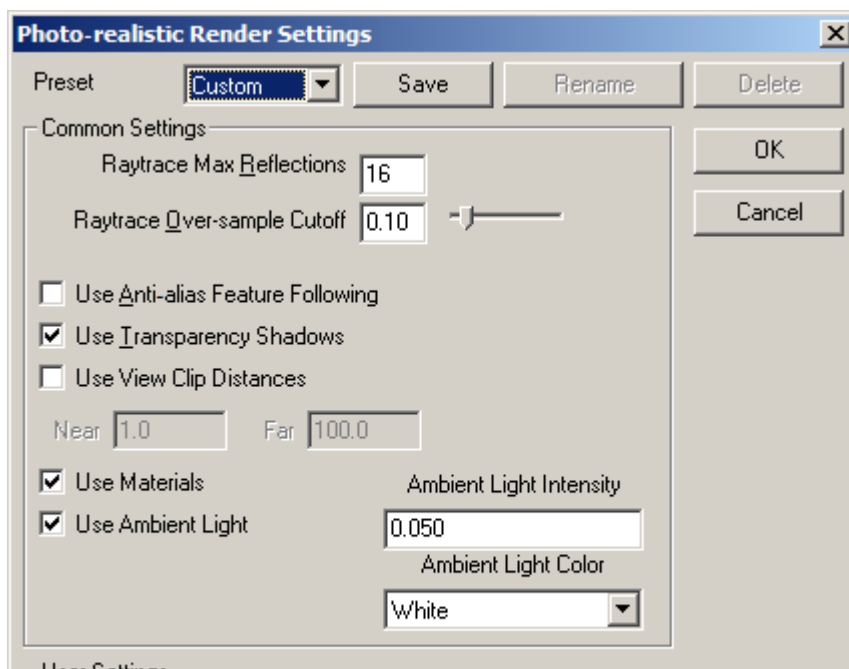 Photo-realistic Render Settings
Preset Custom Save Rename Delete
Common Settings
OK
Raytrace Max Reflections 16
Raytrace Over-sample Cutoff 0.10
Cancel
Use Anti-alias Feature Following
Use Transparency Shadows
Use View Clip Distances
Near 1.0 Far 100.0
Use Materials
Ambient Light Intensity
Use Ambient Light
0.050
Ambient Light Color
White